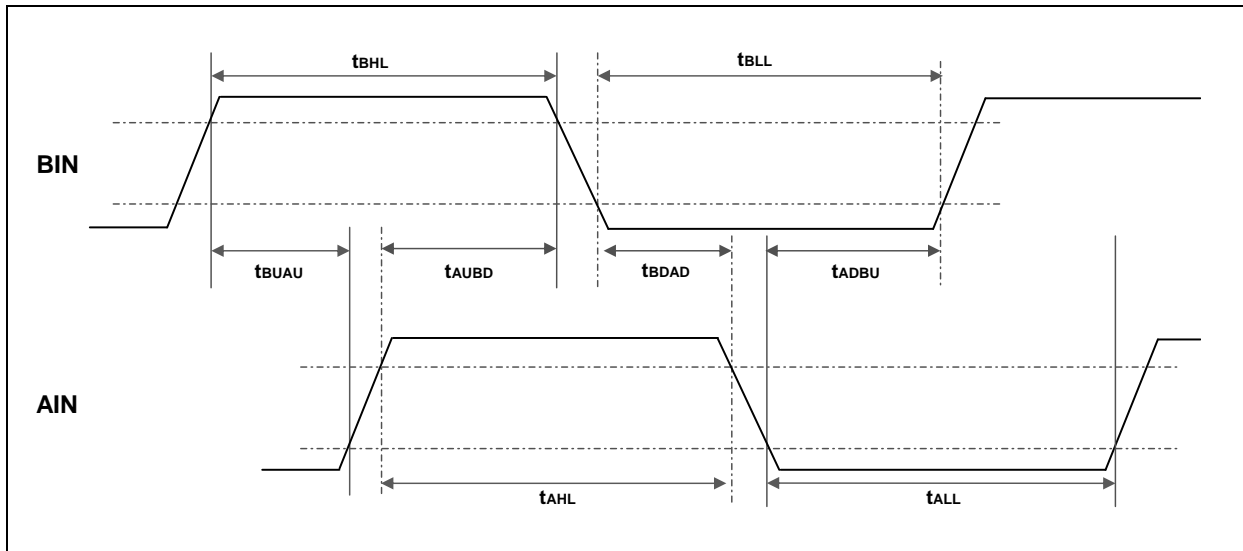 tBHL
tBLL
BIN
tBUAU
tAUBD
tBDAD
tADBU
AIN
tAHL
tALL